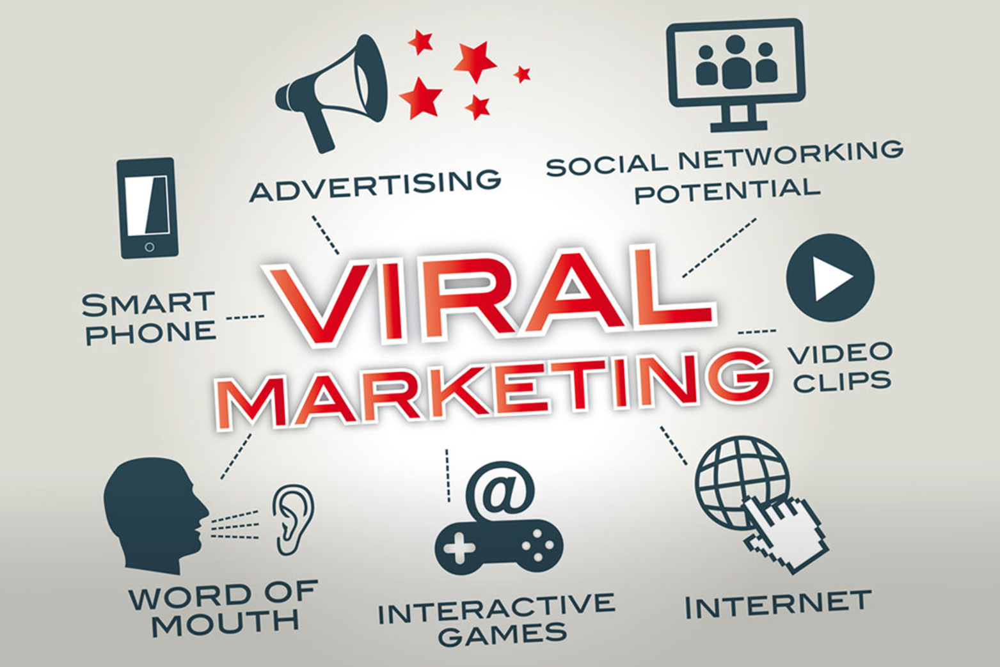 ADVERTISING
SOCIAL NETWORKING
POTENTIAL
SMART
PHONE
VIRAL
MARKETING
VIDEO
CLIPS
WORD OF
MOUTH
@
INTERACTIVE
GAMES
INTERNET